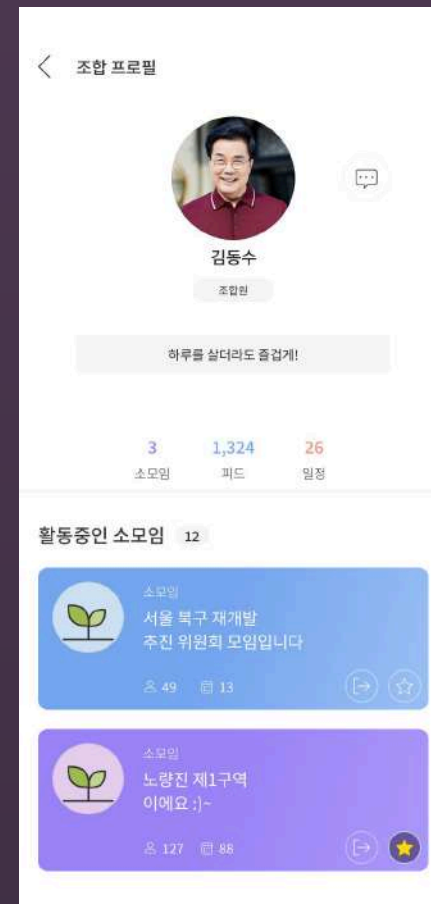 조합 프로필
김동수
조합원
하루를 살더라도 즐겁게!
3 1,324 26
소모임 피드 일정
활동중인 소모임 12
소모임
서울 북구 재개발
추진 위원회 모임입니다
49 13
소모임
노량진 제1구역
이에요 :)~
127 88